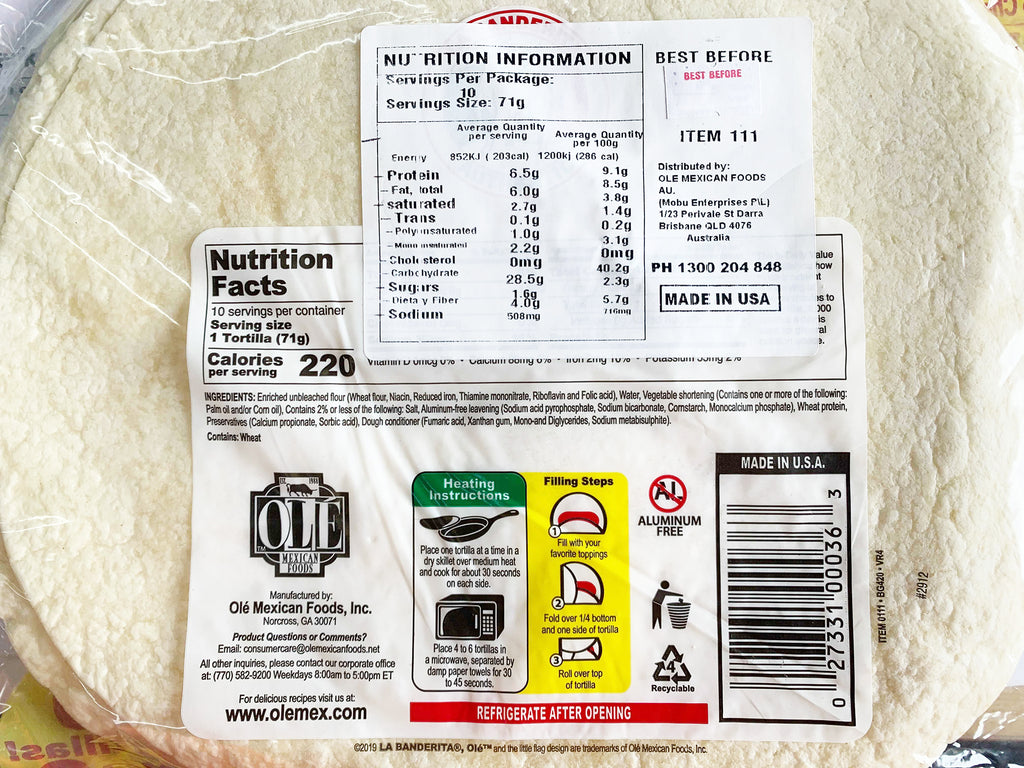 ANDE
NU RITION INFORMATION
Servings Per Package:
10
Servings Size: 71g
Average Quantity
per serving
Average Quantity
per 100g
Energy 852KJ ( 203cal) 1200kj (286 cal)
Protein 6.5g 9.1g
Fat, total 6.0g 8.5g
saturated 2.7g 3.8g
Trans 0.1g 1.4g
Polyunsaturated 1.0g 0.2g
2.2g 3.1g
Cholesterol 0mg 0mg
Carbohydrate 28.5g 40.2g
Sugars 1.6g 2.3g
Dietary Fiber 4.0g 5.7g
Sodium 508mg 716mg
BEST BEFORE
BEST BEFORE
ITEM 111
Distributed by:
OLE MEXICAN FOODS
AU.
(Mobu Enterprises P\L)
1/23 Perivale St Darra
Brisbane QLD 4076
Australia
PH 1300 204 848
MADE IN USA
Nutrition
Facts
10 servings per container
Serving size
1 Tortilla (71g)
Calories
per serving
220
Vitamin D 0mcg 0% • Calcium 80mg 6% • Iron 2mg 10% • Potassium 55mg 2%
INGREDIENTS: Enriched unbleached flour (Wheat flour, Niacin, Reduced iron, Thiamine mononitrate, Riboflavin and Folic acid), Water, Vegetable shortening (Contains one or more of the following:
Palm oil and/or Corn oil), Contains 2% or less of the following: Salt, Aluminum-free leavening (Sodium acid pyrophosphate, Sodium bicarbonate, Cornstarch, Monocalcium phosphate), Wheat protein,
Preservatives (Calcium propionate, Sorbic acid), Dough conditioner (Fumaric acid, Xanthan gum, Mono-and Diglycerides, Sodium metabisulphite).
Contains: Wheat
EST. 1988
OLÉ
MEXICAN
FOODS
Manufactured by:
Olé Mexican Foods, Inc.
Norcross, GA 30071
Product Questions or Comments?
Email: consumercare@olemexicanfoods.net
All other inquiries, please contact our corporate office
at: (770) 582-9200 Weekdays 8:00am to 5:00pm ET
For delicious recipes visit us at:
www.olemex.com
Heating
Instructions
Place one tortilla at a time in a
dry skillet over medium heat
and cook for about 30 seconds
on each side.
Place 4 to 6 tortillas in
a microwave, separated by
damp paper towels for 30
to 45 seconds.
Filling Steps
1
Fill with your
favorite toppings
2
Fold over 1/4 bottom
and one side of tortilla
3
Roll over top
of tortilla
REFRIGERATE AFTER OPENING
AL
ALUMINUM
FREE
4
Recyclable
MADE IN U.S.A.
0 27331 00036 3
ITEM 0111 • BG420 • VR4
#2912
©2019 LA BANDERITA®, Olé™ and the little flag design are trademarks of Olé Mexican Foods, Inc.